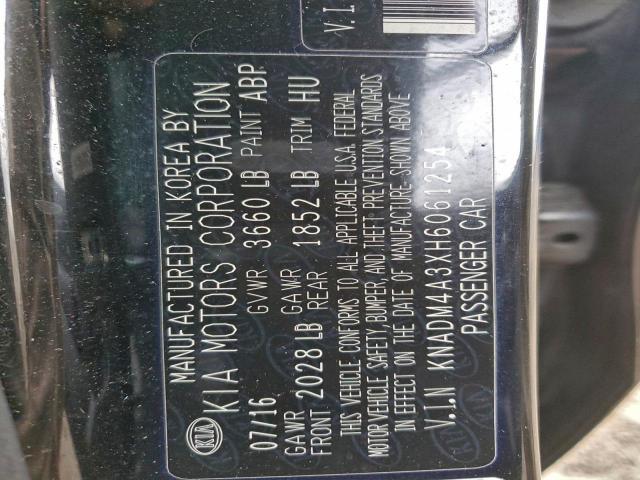 MANUFACTURED IN KOREA BY
KIA KIA MOTORS CORPORATION
07/16 GVWR 3660 LB PAINT ABP
GAWR FRONT 2028 LB GAWR REAR 1852 LB TRIM HU
THIS VEHICLE CONFORMS TO ALL APPLICABLE U.S.A. FEDERAL
MOTOR VEHICLE SAFETY, BUMPER, AND THEFT PREVENTION STANDARDS
IN EFFECT ON THE DATE OF MANUFACTURE SHOWN ABOVE
V.I.N KNADM4A3XH6061254
PASSENGER CAR
V.I